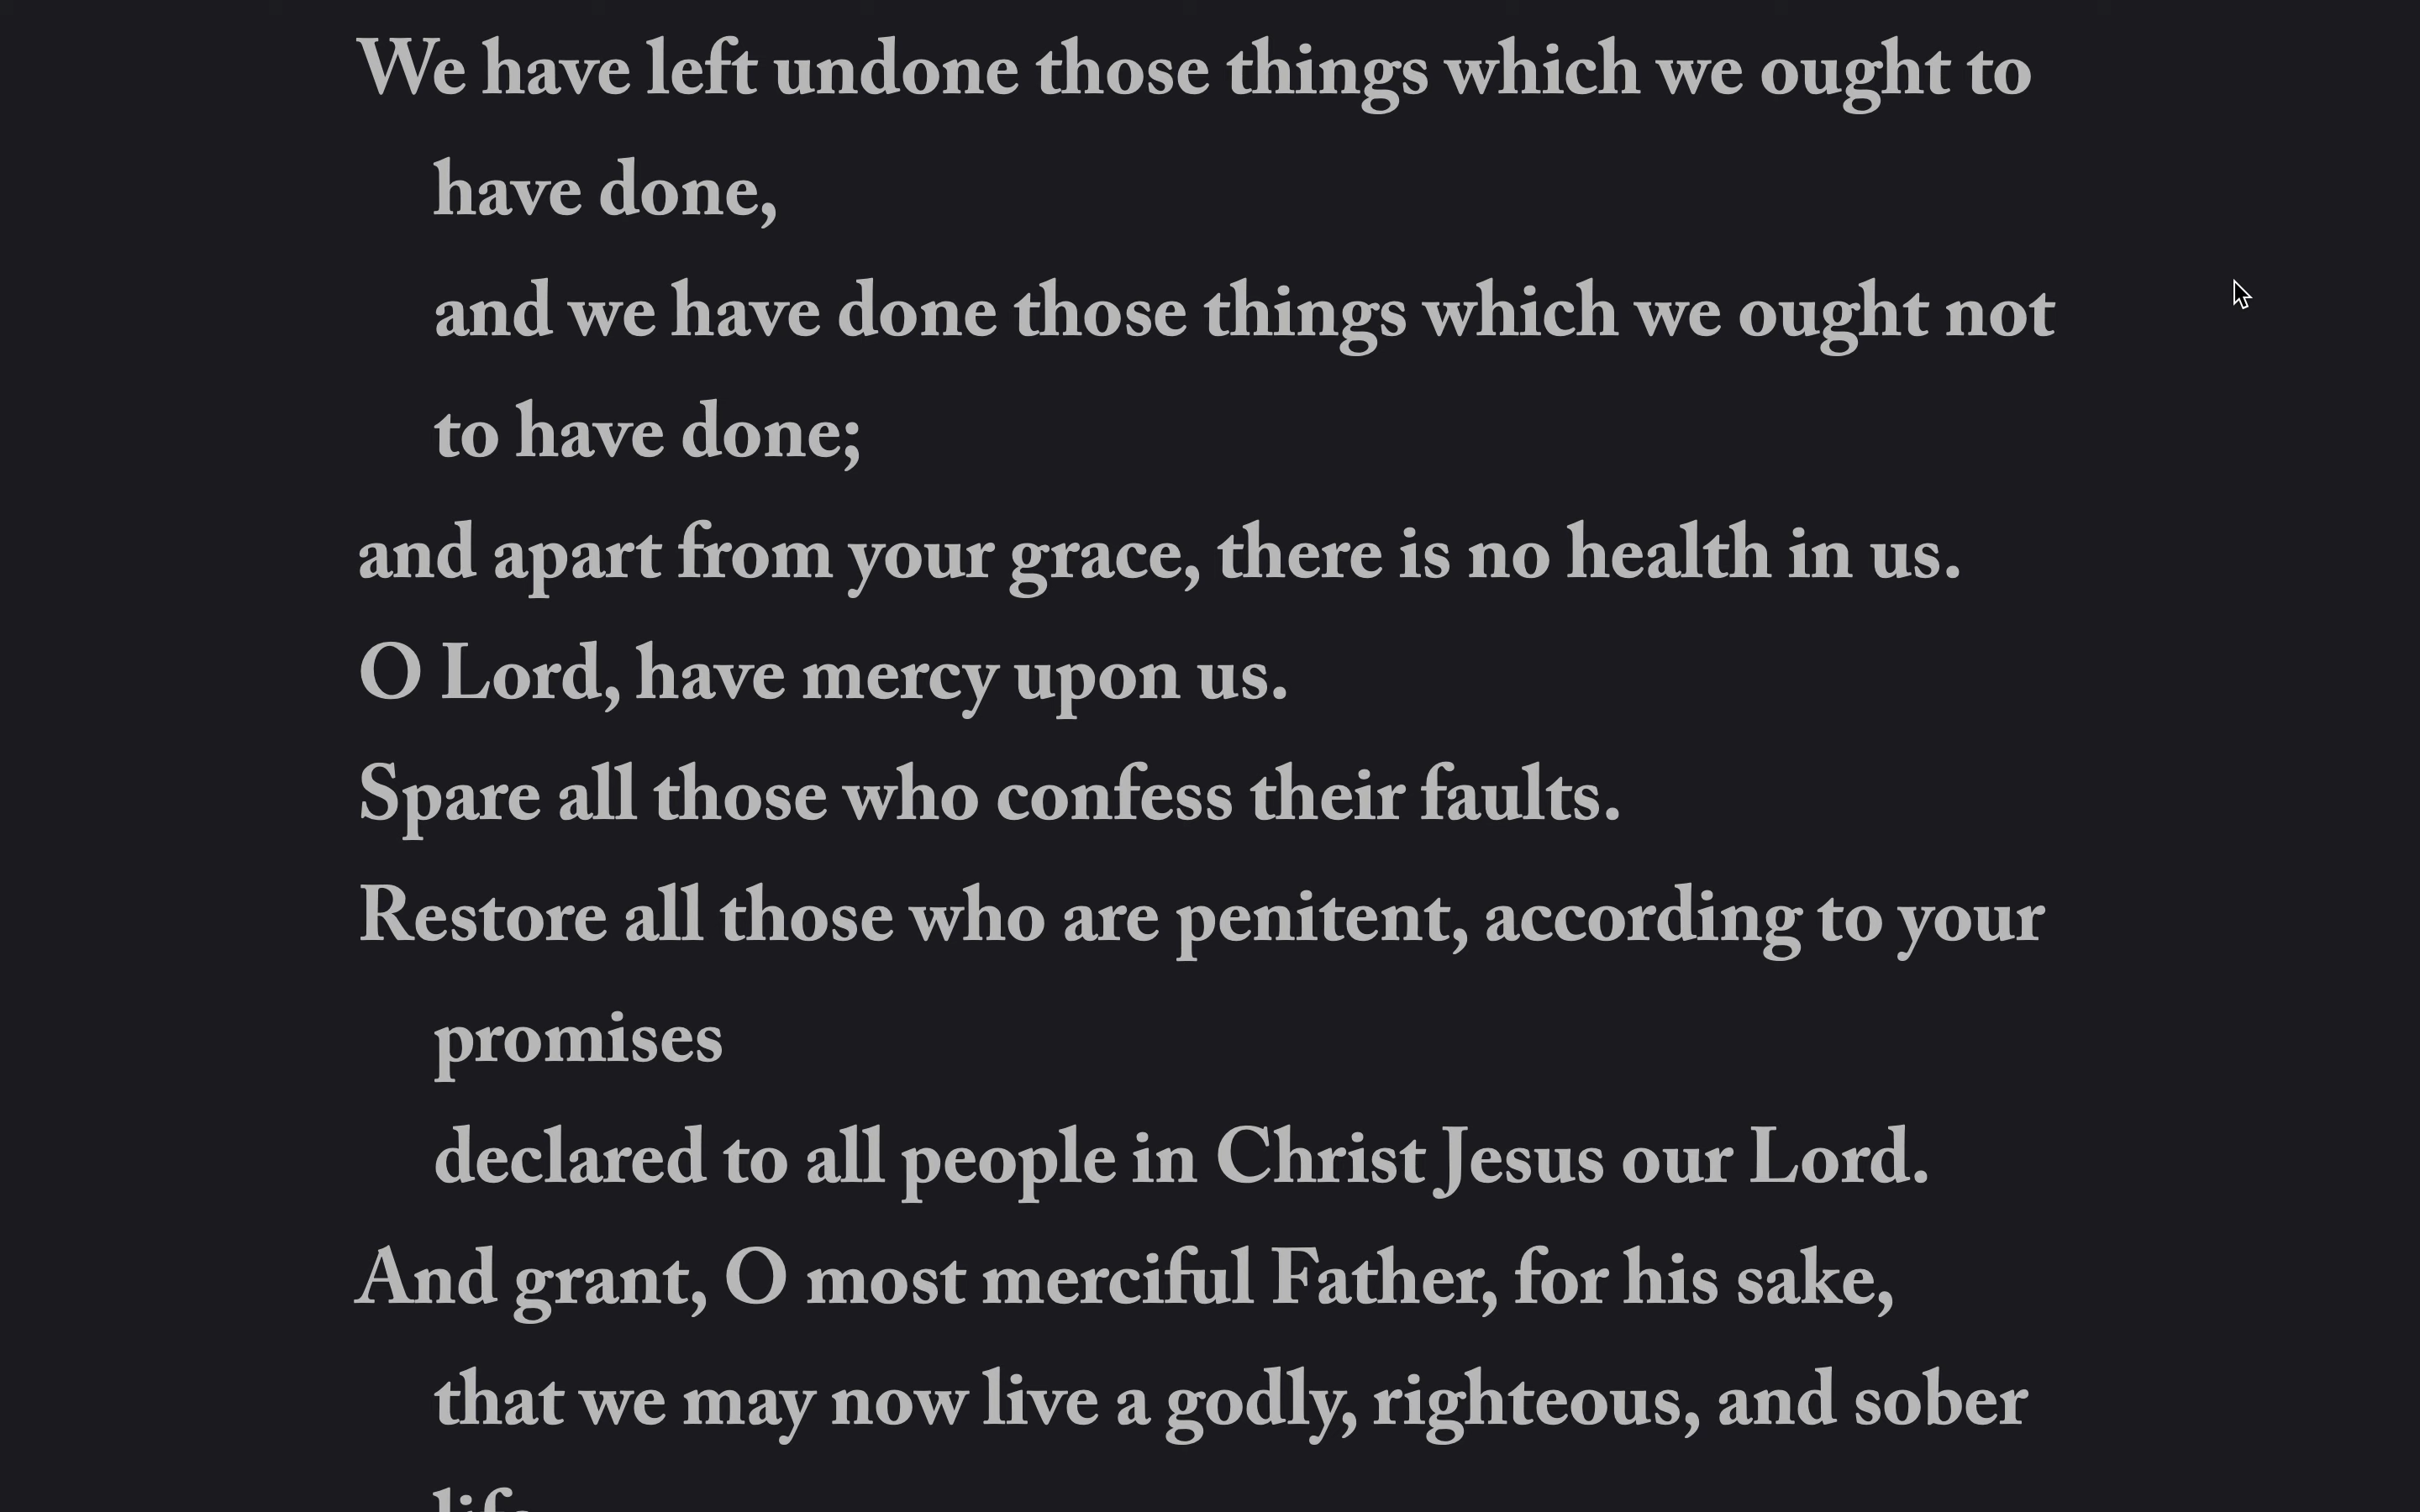 We have left undone those things which we ought to
have done,
and we have done those things which we ought not
to have done;
and apart from your grace, there is no health in us.
O Lord, have mercy upon us.
Spare all those who confess their faults.
Restore all those who are penitent, according to your
promises
declared to all people in Christ Jesus our Lord.
And grant, O most merciful Father, for his sake,
that we may now live a godly, righteous, and sober